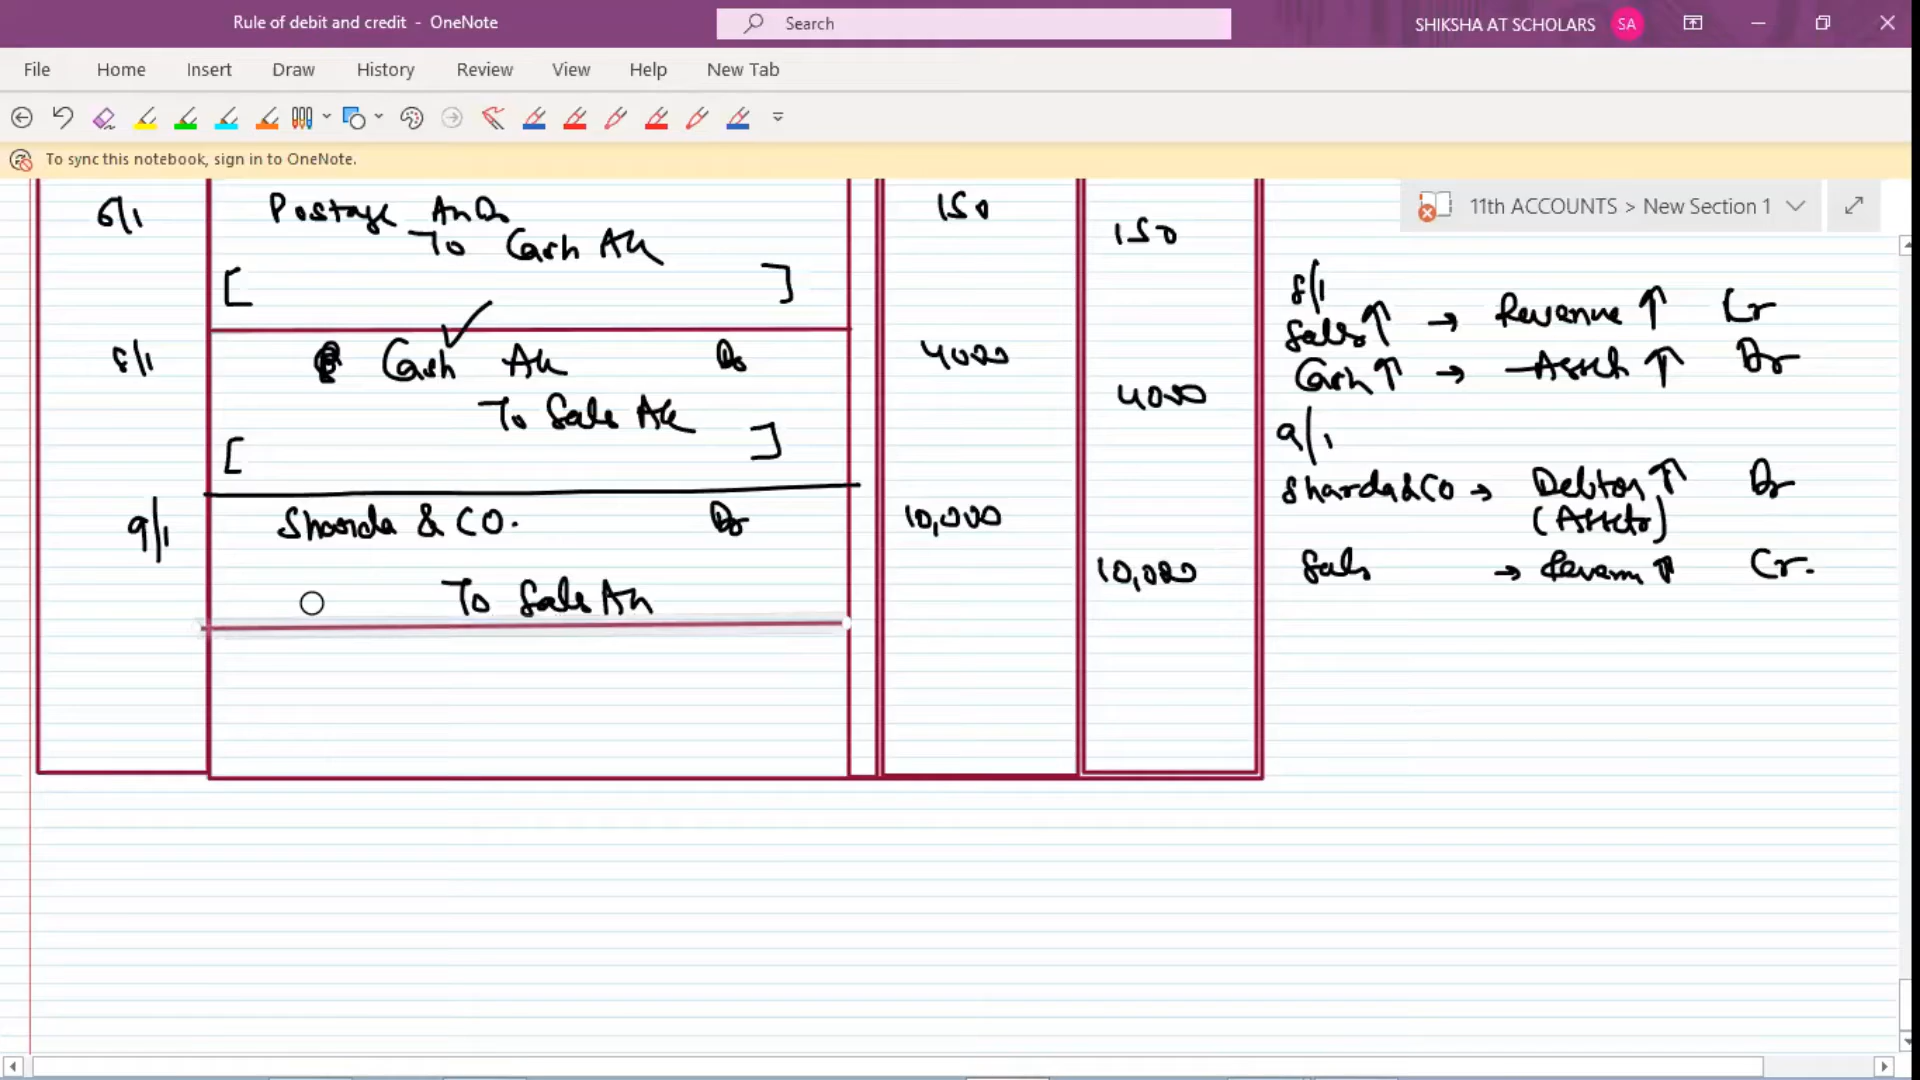 Rule of debit and credit - OneNote
Search
SHIKSHA AT SCHOLARS SA
File Home Insert Draw History Review View Help New Tab
To sync this notebook, sign in to OneNote.
11th ACCOUNTS > New Section 1
6/1 Postage A/c Dr 150
To Cash A/c 150
[ ]
8/1 Cash A/c Dr 4000
To Sales A/c 4000
[ ]
9/1 Sharda & CO. Dr 10,000
To Sales A/c 10,000
8/1
Sales ↑ → Revenue ↑ Cr
Cash ↑ → Asset ↑ Dr
9/1
Sharda & CO → Debtor ↑ Dr
(Assets)
Sales → Revenue ↑ Cr.